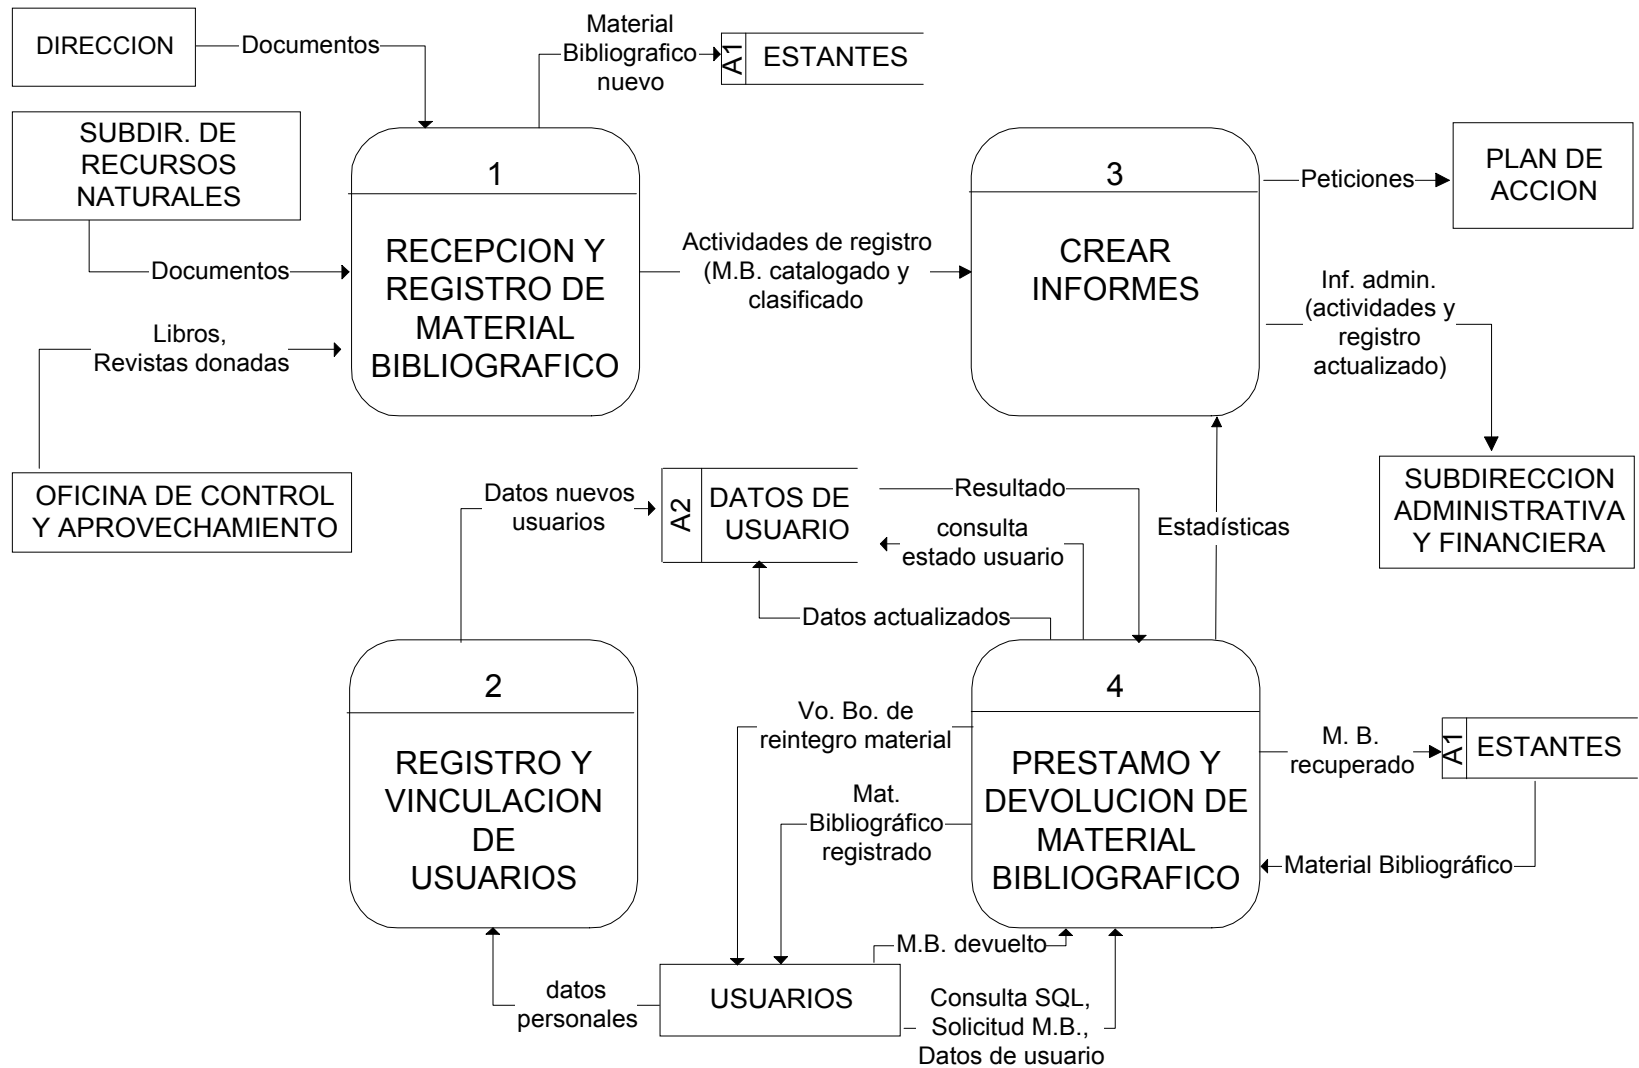 DIRECCION
Documentos
Material
Bibliografico
nuevo
A1
ESTANTES
SUBDIR. DE
RECURSOS
NATURALES
Documentos
Libros,
Revistas donadas
OFICINA DE CONTROL
Y APROVECHAMIENTO
1
RECEPCION Y
REGISTRO DE
MATERIAL
BIBLIOGRAFICO
Actividades de registro
(M.B. catalogado y
clasificado
3
CREAR
INFORMES
Peticiones
PLAN DE
ACCION
Inf. admin.
(actividades y
registro
actualizado)
SUBDIRECCION
ADMINISTRATIVA
Y FINANCIERA
Datos nuevos
usuarios
A2
DATOS DE
USUARIO
Resultado
consulta
estado usuario
Datos actualizados
Estadísticas
2
REGISTRO Y
VINCULACION
DE
USUARIOS
Vo. Bo. de
reintegro material
Mat.
Bibliográfico
registrado
4
PRESTAMO Y
DEVOLUCION DE
MATERIAL
BIBLIOGRAFICO
M. B.
recuperado
A1
ESTANTES
Material Bibliográfico
datos
personales
USUARIOS
M.B. devuelto
Consulta SQL,
Solicitud M.B.,
Datos de usuario